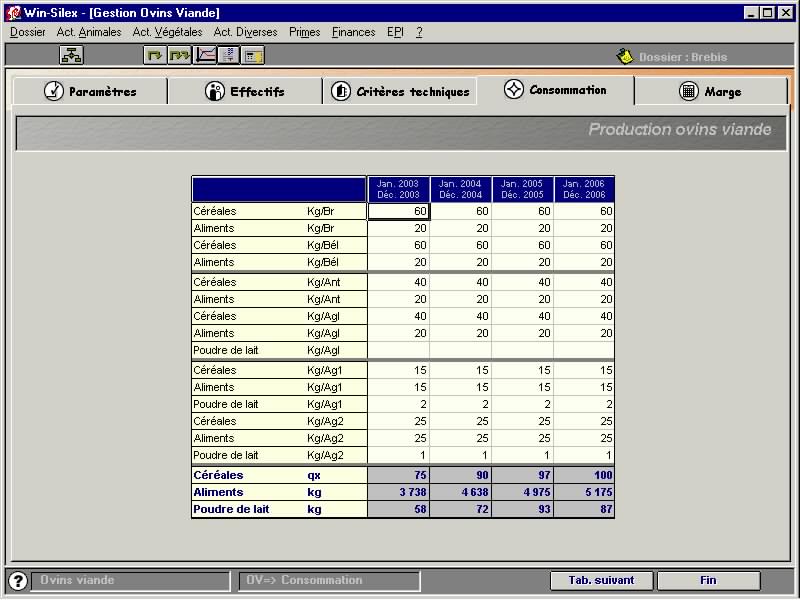 Win-Silex - [Gestion Ovins Viande]
Dossier Act. Animales Act. Végétales Act. Diverses Primes Finances EPI ?
Dossier : Brebis
Paramètres Effectifs Critères techniques Consommation Marge
Production ovins viande
Jan. 2003 Jan. 2004 Jan. 2005 Jan. 2006
Déc. 2003 Déc. 2004 Déc. 2005 Déc. 2006
Céréales Kg/Br 60 60 60 60
Aliments Kg/Br 20 20 20 20
Céréales Kg/Bél 60 60 60 60
Aliments Kg/Bél 20 20 20 20
Céréales Kg/Ant 40 40 40 40
Aliments Kg/Ant 20 20 20 20
Céréales Kg/Agl 40 40 40 40
Aliments Kg/Agl 20 20 20 20
Poudre de lait Kg/Agl
Céréales Kg/Ag1 15 15 15 15
Aliments Kg/Ag1 15 15 15 15
Poudre de lait Kg/Ag1 2 2 2 2
Céréales Kg/Ag2 25 25 25 25
Aliments Kg/Ag2 25 25 25 25
Poudre de lait Kg/Ag2 1 1 1 1
Céréales qx 75 90 97 100
Aliments kg 3 738 4 638 4 975 5 175
Poudre de lait kg 58 72 93 87
? Ovins viande OV=> Consommation Tab. suivant Fin